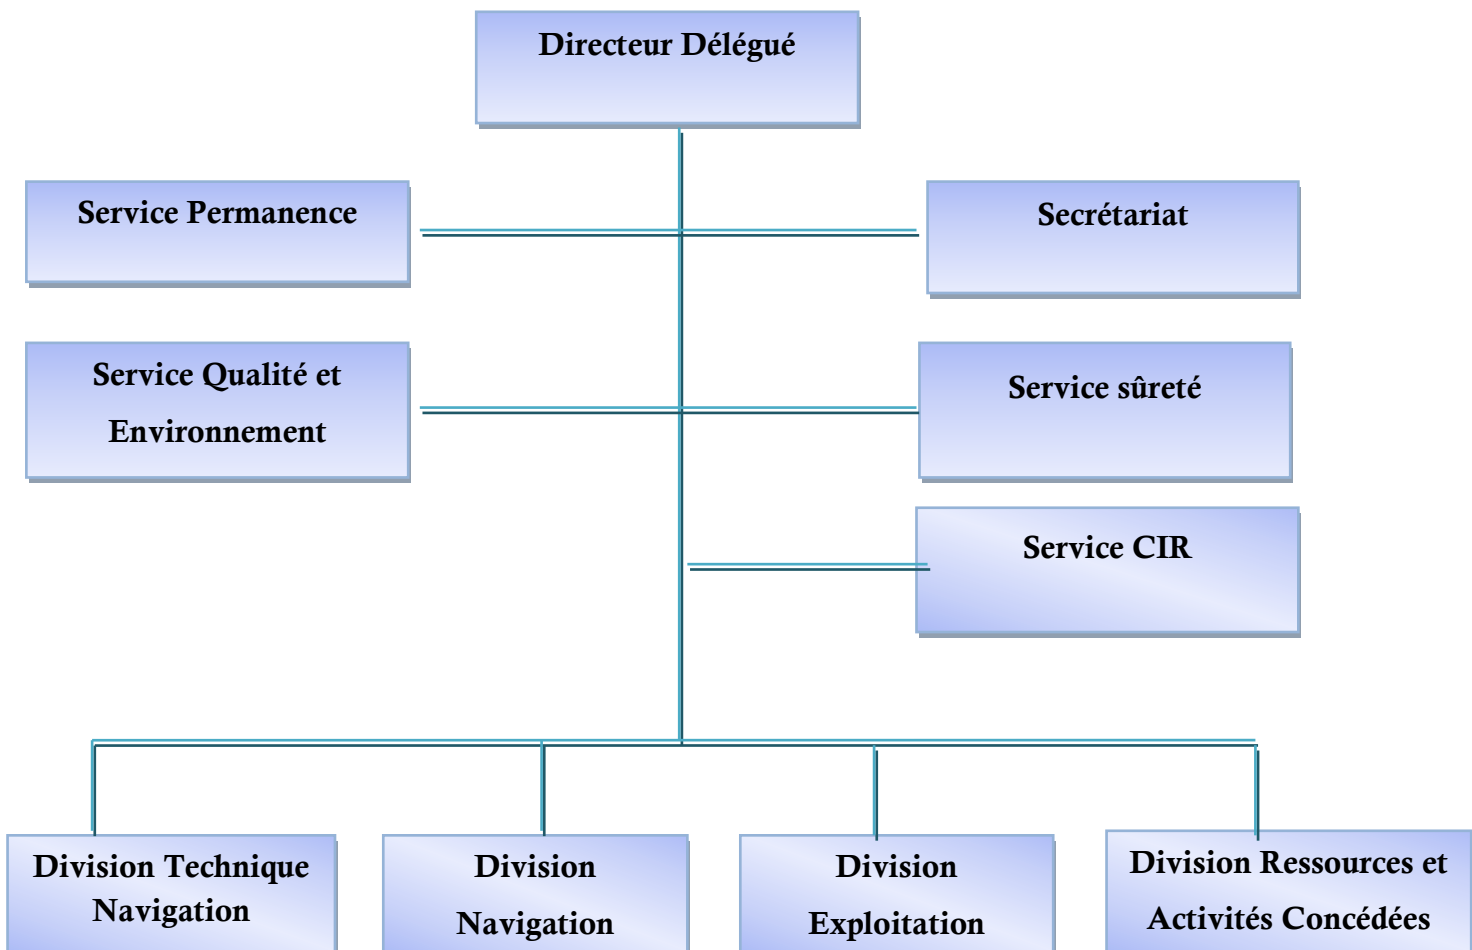 Directeur Délégué
Service Permanence
Secrétariat
Service Qualité et
Environnement
Service sûreté
Service CIR
Division Technique
Navigation
Division
Navigation
Division
Exploitation
Division Ressources et
Activités Concédées